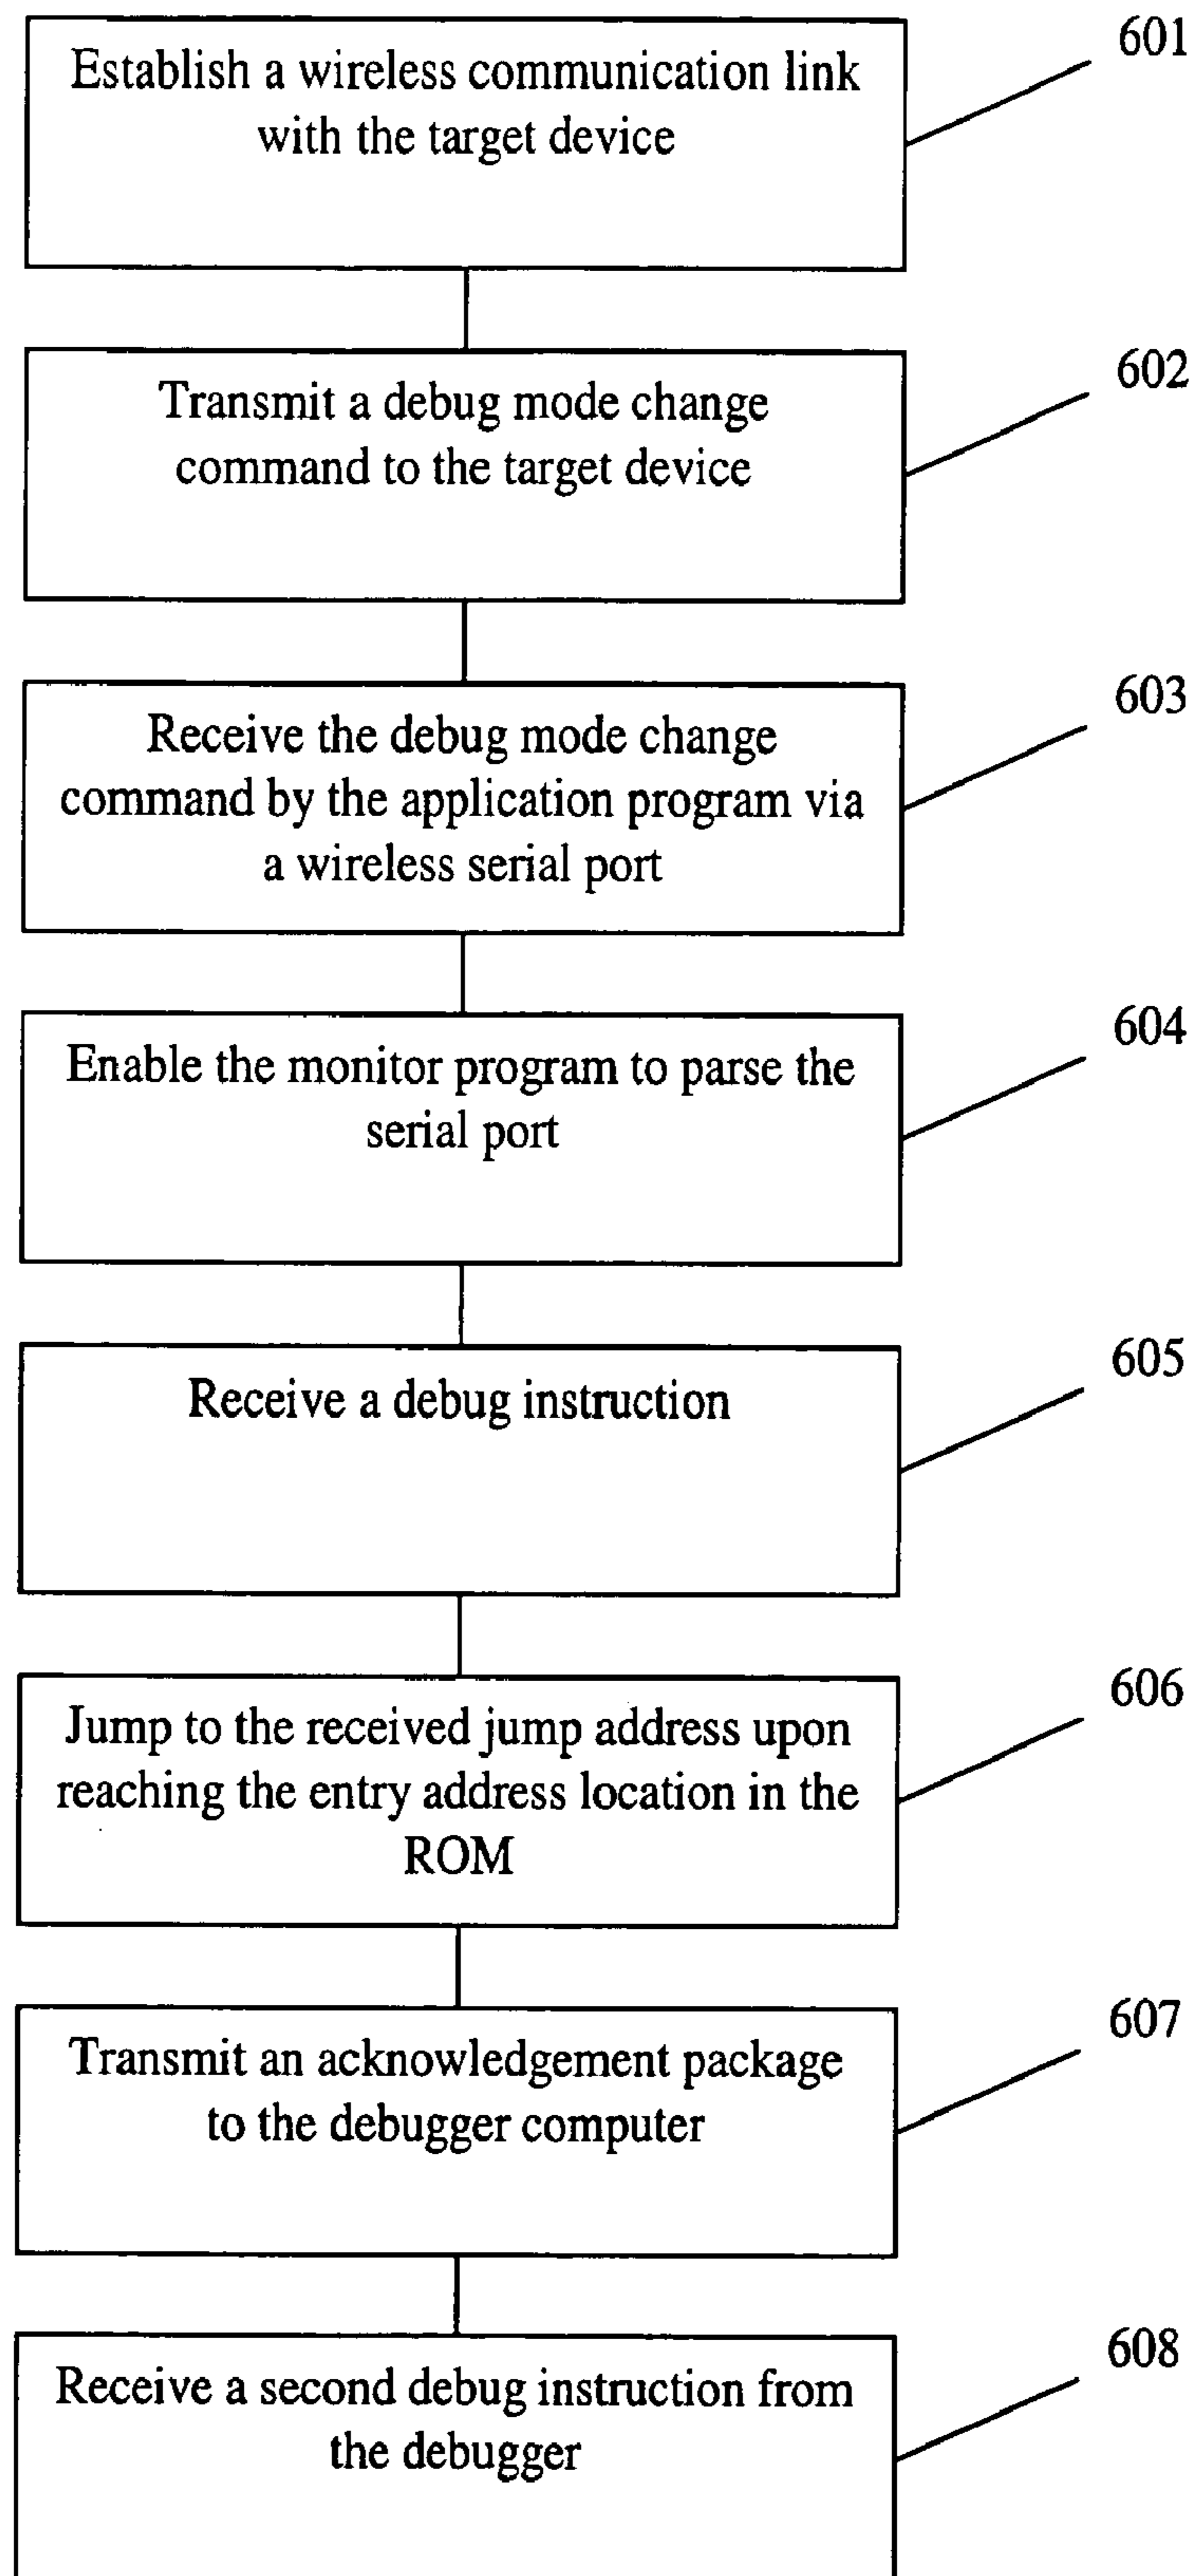 601
Establish a wireless communication link
with the target device
602
Transmit a debug mode change
command to the target device
603
Receive the debug mode change
command by the application program via
a wireless serial port
604
Enable the monitor program to parse the
serial port
605
Receive a debug instruction
606
Jump to the received jump address upon
reaching the entry address location in the
ROM
607
Transmit an acknowledgement package
to the debugger computer
608
Receive a second debug instruction from
the debugger